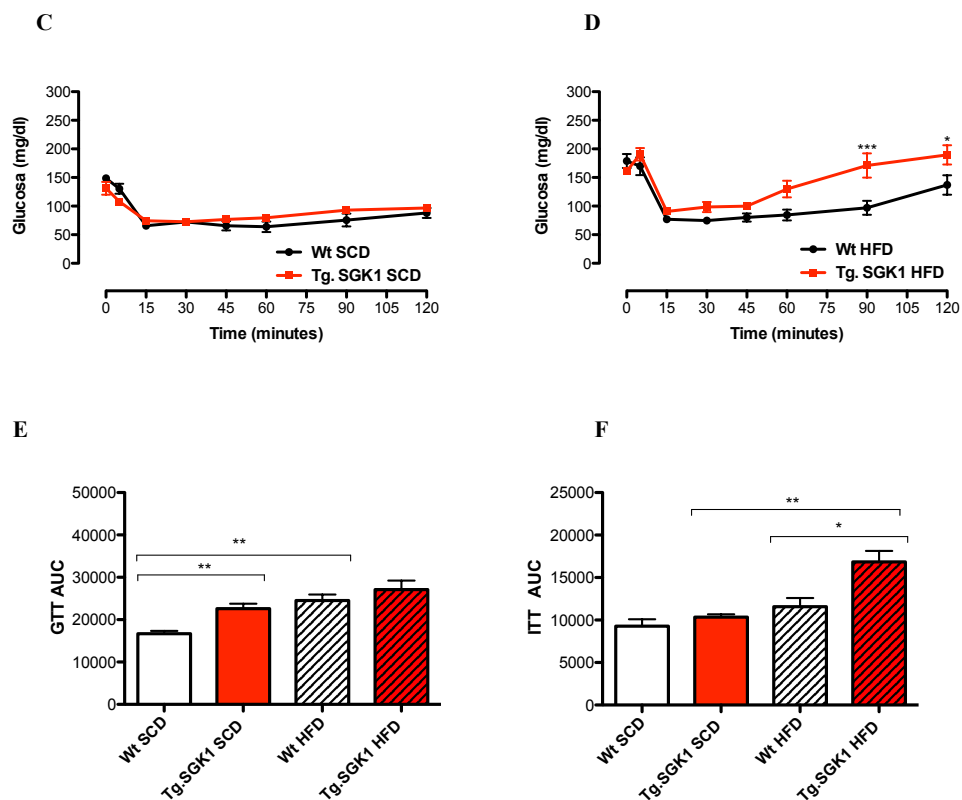 C
D
Glucosa (mg/dl)
300
250
200
150
100
50
0
Wt SCD
Tg. SGK1 SCD
0 15 30 45 60 75 90 105 120
Time (minutes)
Glucosa (mg/dl)
300
250
200
150
100
50
0
***
*
Wt HFD
Tg. SGK1 HFD
0 15 30 45 60 75 90 105 120
Time (minutes)
E
F
GTT AUC
50000
40000
30000
20000
10000
0
**
**
Wt SCD
Tg.SGK1 SCD
Wt HFD
Tg.SGK1 HFD
ITT AUC
25000
20000
15000
10000
5000
0
**
*
Wt SCD
Tg.SGK1 SCD
Wt HFD
Tg.SGK1 HFD